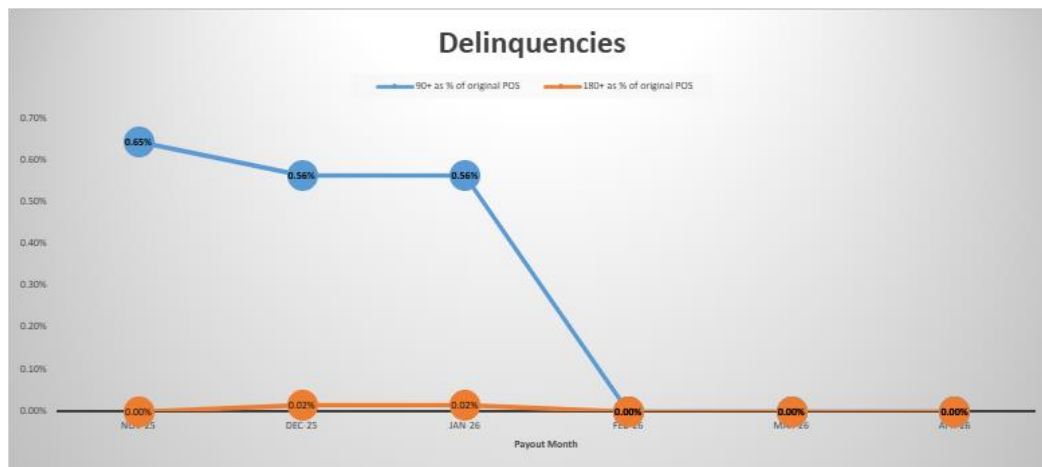 Delinquencies
90+ as % of original POS 180+ as % of original POS
0.70%
0.65%
0.60%
0.56% 0.56%
0.50%
0.40%
0.30%
0.20%
0.10%
0.02% 0.02%
0.00% 0.00% 0.00% 0.00% 0.00%
DEC-25 JAN-26
Payout Month